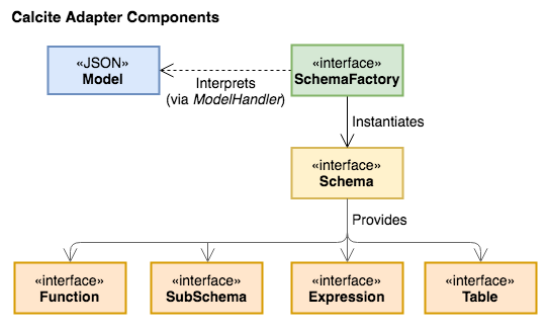 Calcite Adapter Components
«JSON»
Model
«interface»
SchemaFactory
Interprets
(via ModelHandler)
Instantiates
«interface»
Schema
Provides
«interface»
Function
«interface»
SubSchema
«interface»
Expression
«interface»
Table